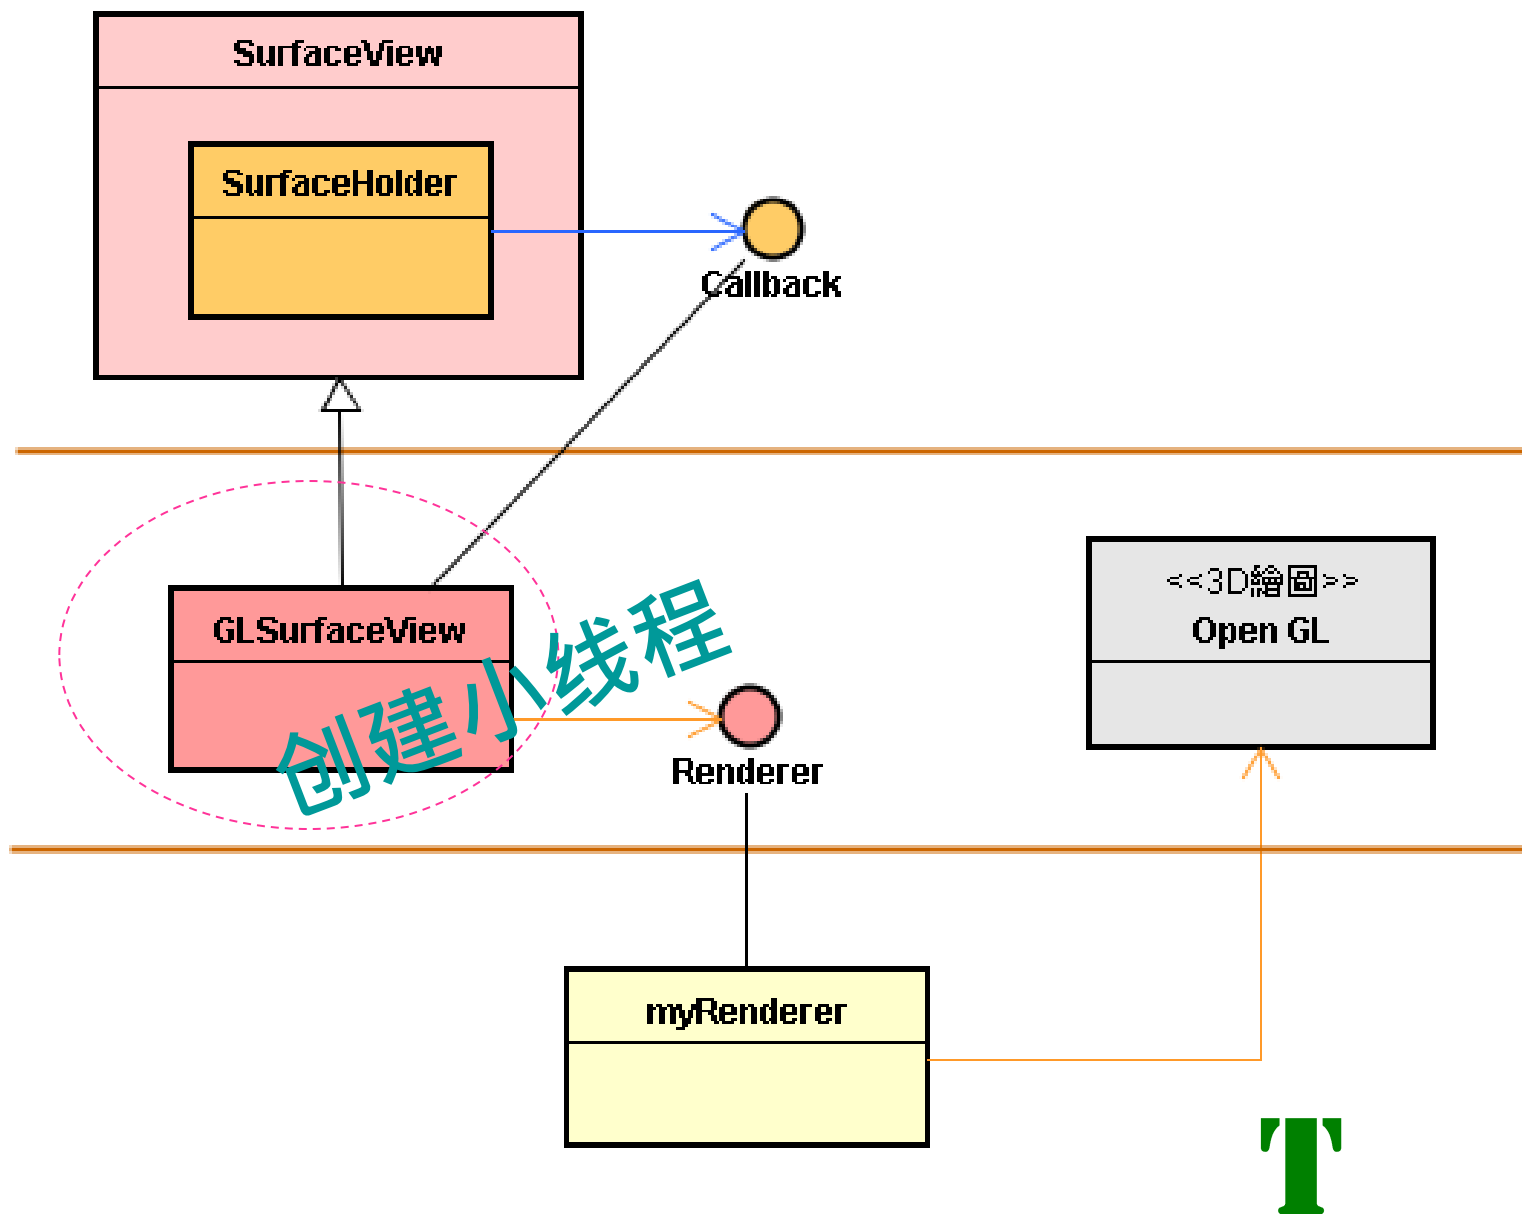 SurfaceView
SurfaceHolder
Callback
<<3D繪圖>>
Open GL
GLSurfaceView
创建小线程
Renderer
myRenderer
T